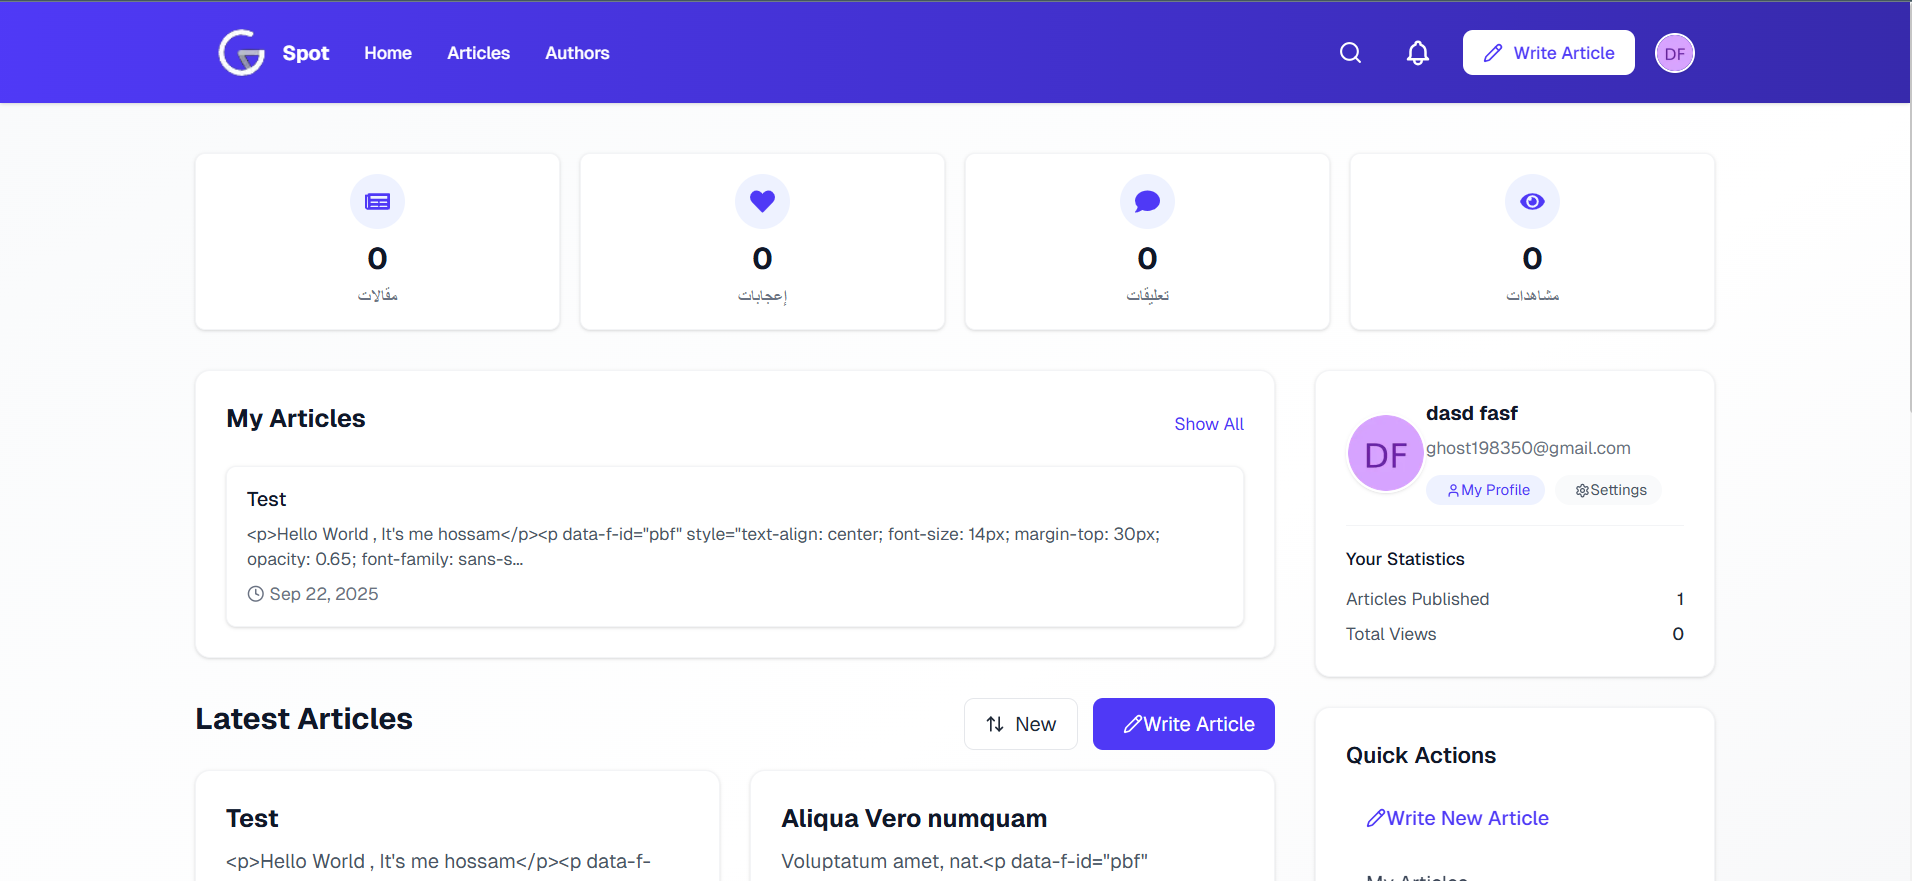 Spot
Home
Articles
Authors
Write Article
DF
0
مقالات
0
إعجابات
0
تعليقات
0
مشاهدات
My Articles
Show All
Test
<p>Hello World , It's me hossam</p><p data-f-id="pbf" style="text-align: center; font-size: 14px; margin-top: 30px;
opacity: 0.65; font-family: sans-s...
Sep 22, 2025
DF
dasd fasf
ghost198350@gmail.com
My Profile
Settings
Your Statistics
Articles Published
1
Total Views
0
Latest Articles
New
Write Article
Test
<p>Hello World , It's me hossam</p><p data-f-
Aliqua Vero numquam
Voluptatum amet, nat.<p data-f-id="pbf"
Quick Actions
Write New Article
My Articles